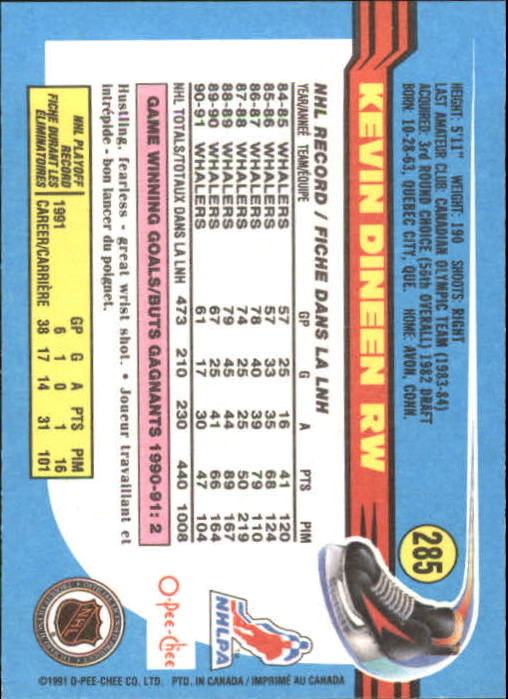 285
KEVIN DINEEN RW
HEIGHT: 5'11" WEIGHT: 190 SHOOTS: RIGHT
LAST AMATEUR CLUB: CANADIAN OLYMPIC TEAM (1983-84)
ACQUIRED: 3rd ROUND CHOICE (56th OVERALL) 1982 DRAFT
BORN: 10-28-63, QUEBEC CITY, QUE. HOME: AVON, CONN.
NHL RECORD / FICHE DANS LA LNH
YEAR/ANNÉE TEAM/ÉQUIPE GP G A PTS PIM
84-85 WHALERS 57 25 16 41 120
85-86 WHALERS 57 33 35 68 124
86-87 WHALERS 78 40 39 79 110
87-88 WHALERS 74 25 25 50 219
88-89 WHALERS 79 45 44 89 167
89-90 WHALERS 67 25 41 66 164
90-91 WHALERS 61 17 30 47 104
NHL TOTALS/TOTAUX DANS LA LNH 473 210 230 440 1008
GAME WINNING GOALS/BUTS GAGNANTS 1990-91: 2
Hustling, fearless - great wrist shot. • Joueur travaillant et
intrépide - bon lancer du poignet.
NHL PLAYOFF
RECORD
FICHE DURANT LES
ÉLIMINATOIRES
GP G A PTS PIM
1991 6 1 0 1 16
CAREER/CARRIÈRE 38 17 14 31 101
NHLPA
O-Pee-Chee
NHL
©1991 O-PEE-CHEE CO. LTD. PTD. IN CANADA / IMPRIMÉ AU CANADA